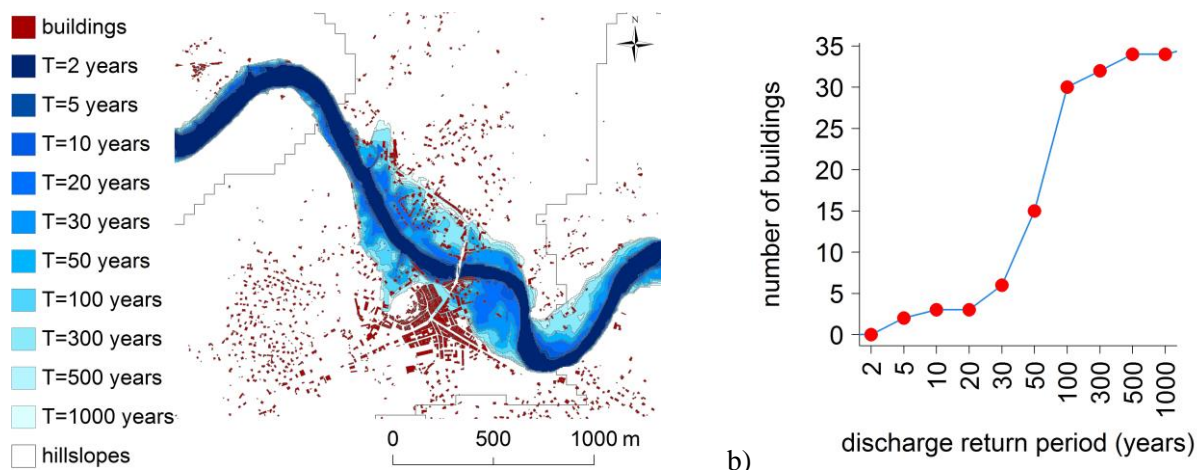 buildings
T=2 years
T=5 years
T=10 years
T=20 years
T=30 years
T=50 years
T=100 years
T=300 years
T=500 years
T=1000 years
hillslopes
N
0 500 1000 m
b)
number of buildings
35
30
25
20
15
10
5
0
2 5 10 20 30 50 100 300 500 1000
discharge return period (years)